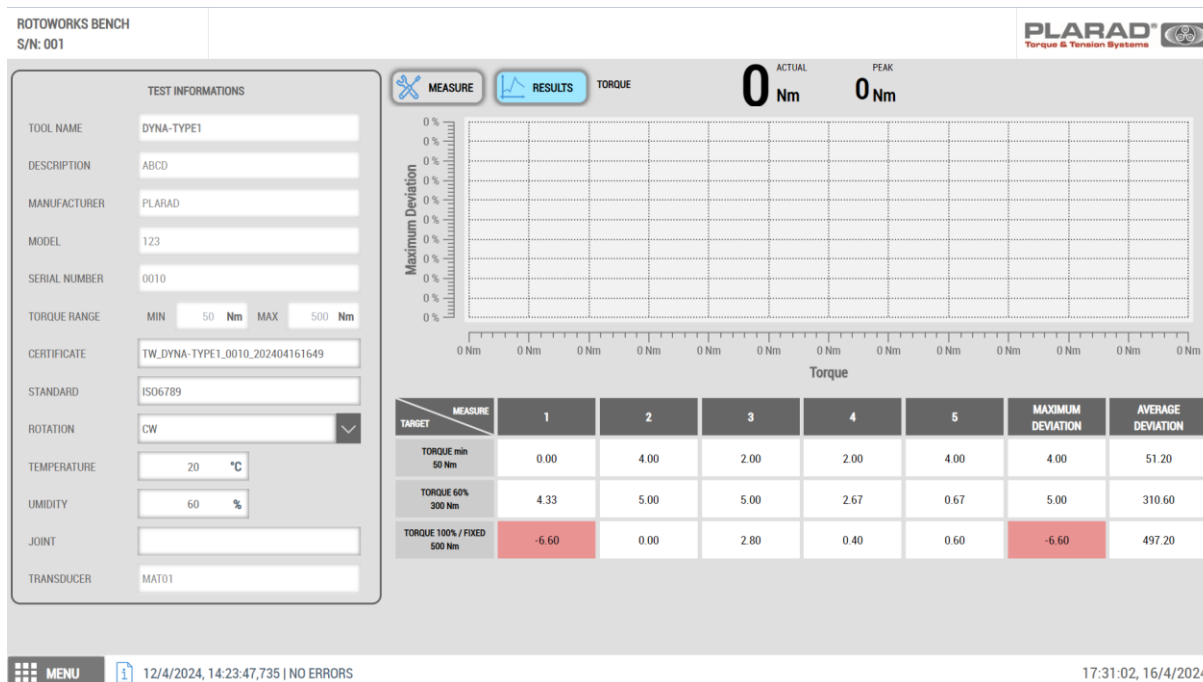 ROTOWORKS BENCH
S/N: 001
PLARAD®
Torque & Tension Systems
TEST INFORMATIONS
TOOL NAME DYNA-TYPE1
DESCRIPTION ABCD
MANUFACTURER PLARAD
MODEL 123
SERIAL NUMBER 0010
TORQUE RANGE MIN 50 Nm MAX 500 Nm
CERTIFICATE TW_DYNA-TYPE1_0010_202404161649
STANDARD ISO6789
ROTATION CW
TEMPERATURE 20 °C
UMIDITY 60 %
JOINT
TRANSDUCER MAT01
MEASURE RESULTS TORQUE
ACTUAL PEAK
0 Nm 0 Nm
Maximum Deviation
0 %
0 %
0 %
0 %
0 %
0 %
0 %
0 %
0 %
0 %
0 %
0 Nm 0 Nm 0 Nm 0 Nm 0 Nm 0 Nm 0 Nm 0 Nm 0 Nm 0 Nm 0 Nm 0 Nm 0 Nm
Torque
MEASURE
TARGET
1 2 3 4 5 MAXIMUM DEVIATION AVERAGE DEVIATION
TORQUE min
50 Nm
0.00 4.00 2.00 2.00 4.00 4.00 51.20
TORQUE 60%
300 Nm
4.33 5.00 5.00 2.67 0.67 5.00 310.60
TORQUE 100% / FIXED
500 Nm
-6.60 0.00 2.80 0.40 0.60 -6.60 497.20
MENU
12/4/2024, 14:23:47,735 | NO ERRORS
17:31:02, 16/4/2024